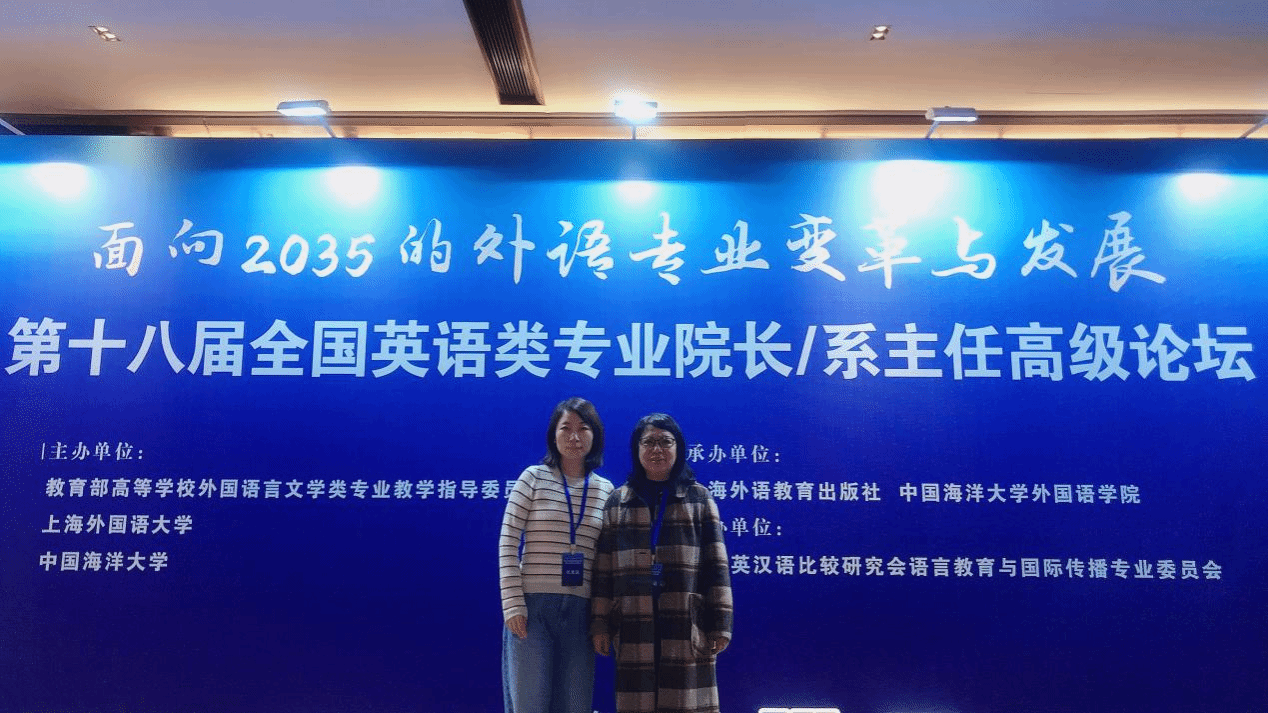 面向2035的外语专业变革与发展
第十八届全国英语类专业院长/系主任高级论坛
主办单位：
教育部高等学校外国语言文学类专业教学指导委员
上海外国语大学
中国海洋大学
承办单位：
海外语教育出版社 中国海洋大学外国语学院
办单位：
英汉语比较研究会语言教育与国际传播专业委员会